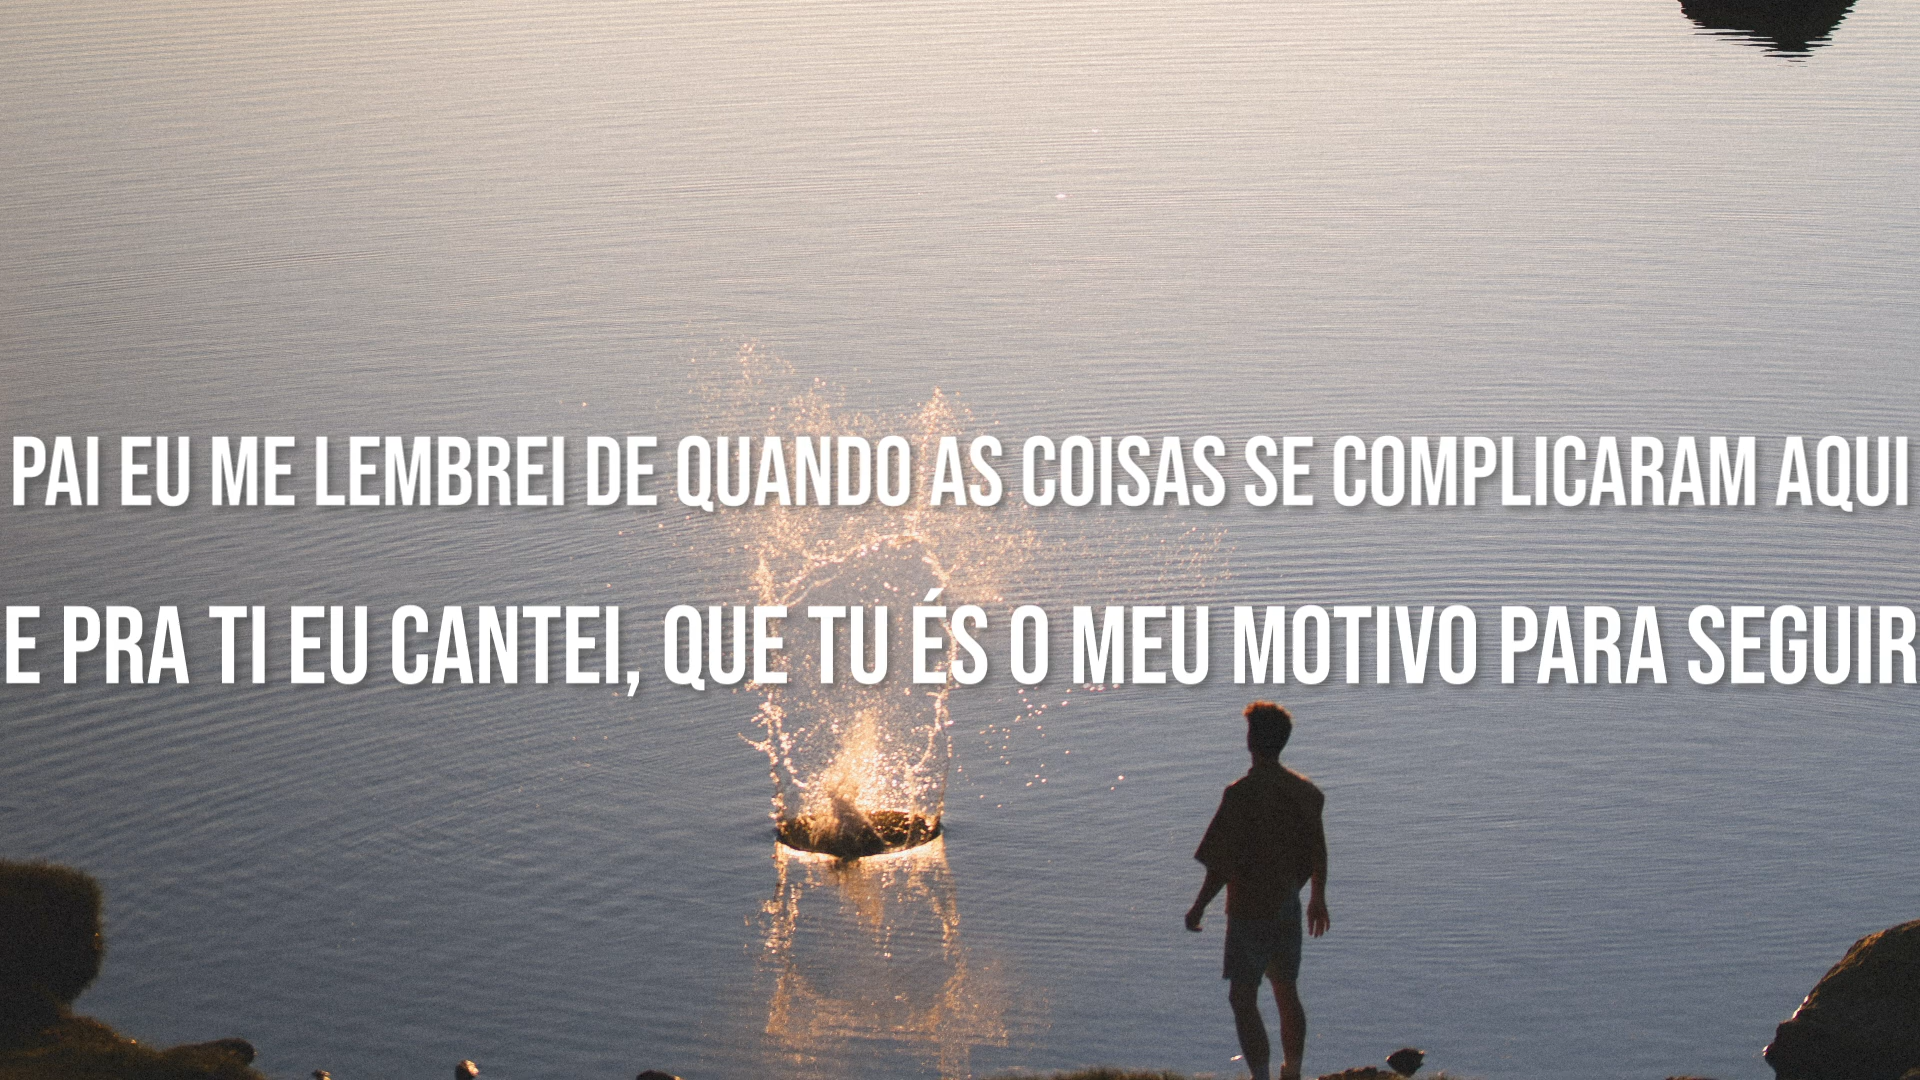 PAI EU ME LEMBREI DE QUANDO AS COISAS SE COMPLICARAM AQUI
E PRA TI EU CANTEI, QUE TU ÉS O MEU MOTIVO PARA SEGUIR